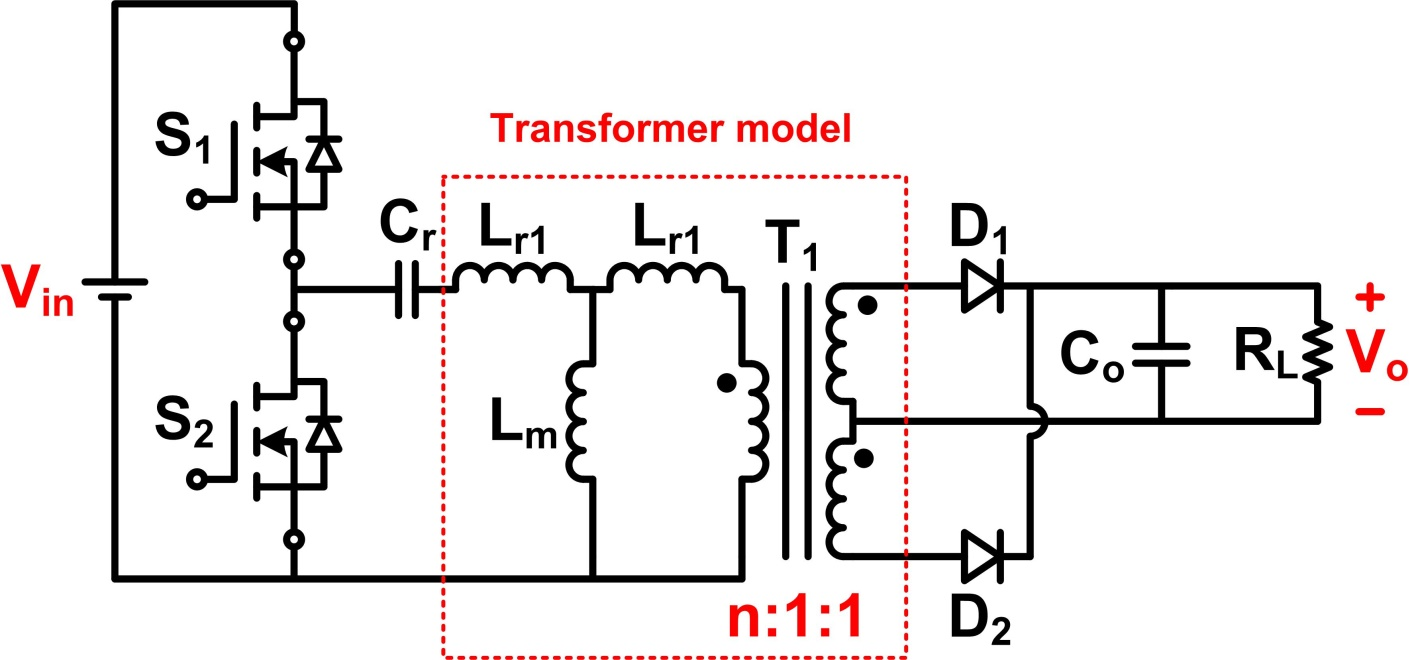 Transformer model
S1
Cr
Lr1
Lr1
T1
D1
Vin
+
Vo
−
Co
RL
S2
Lm
n:1:1
D2